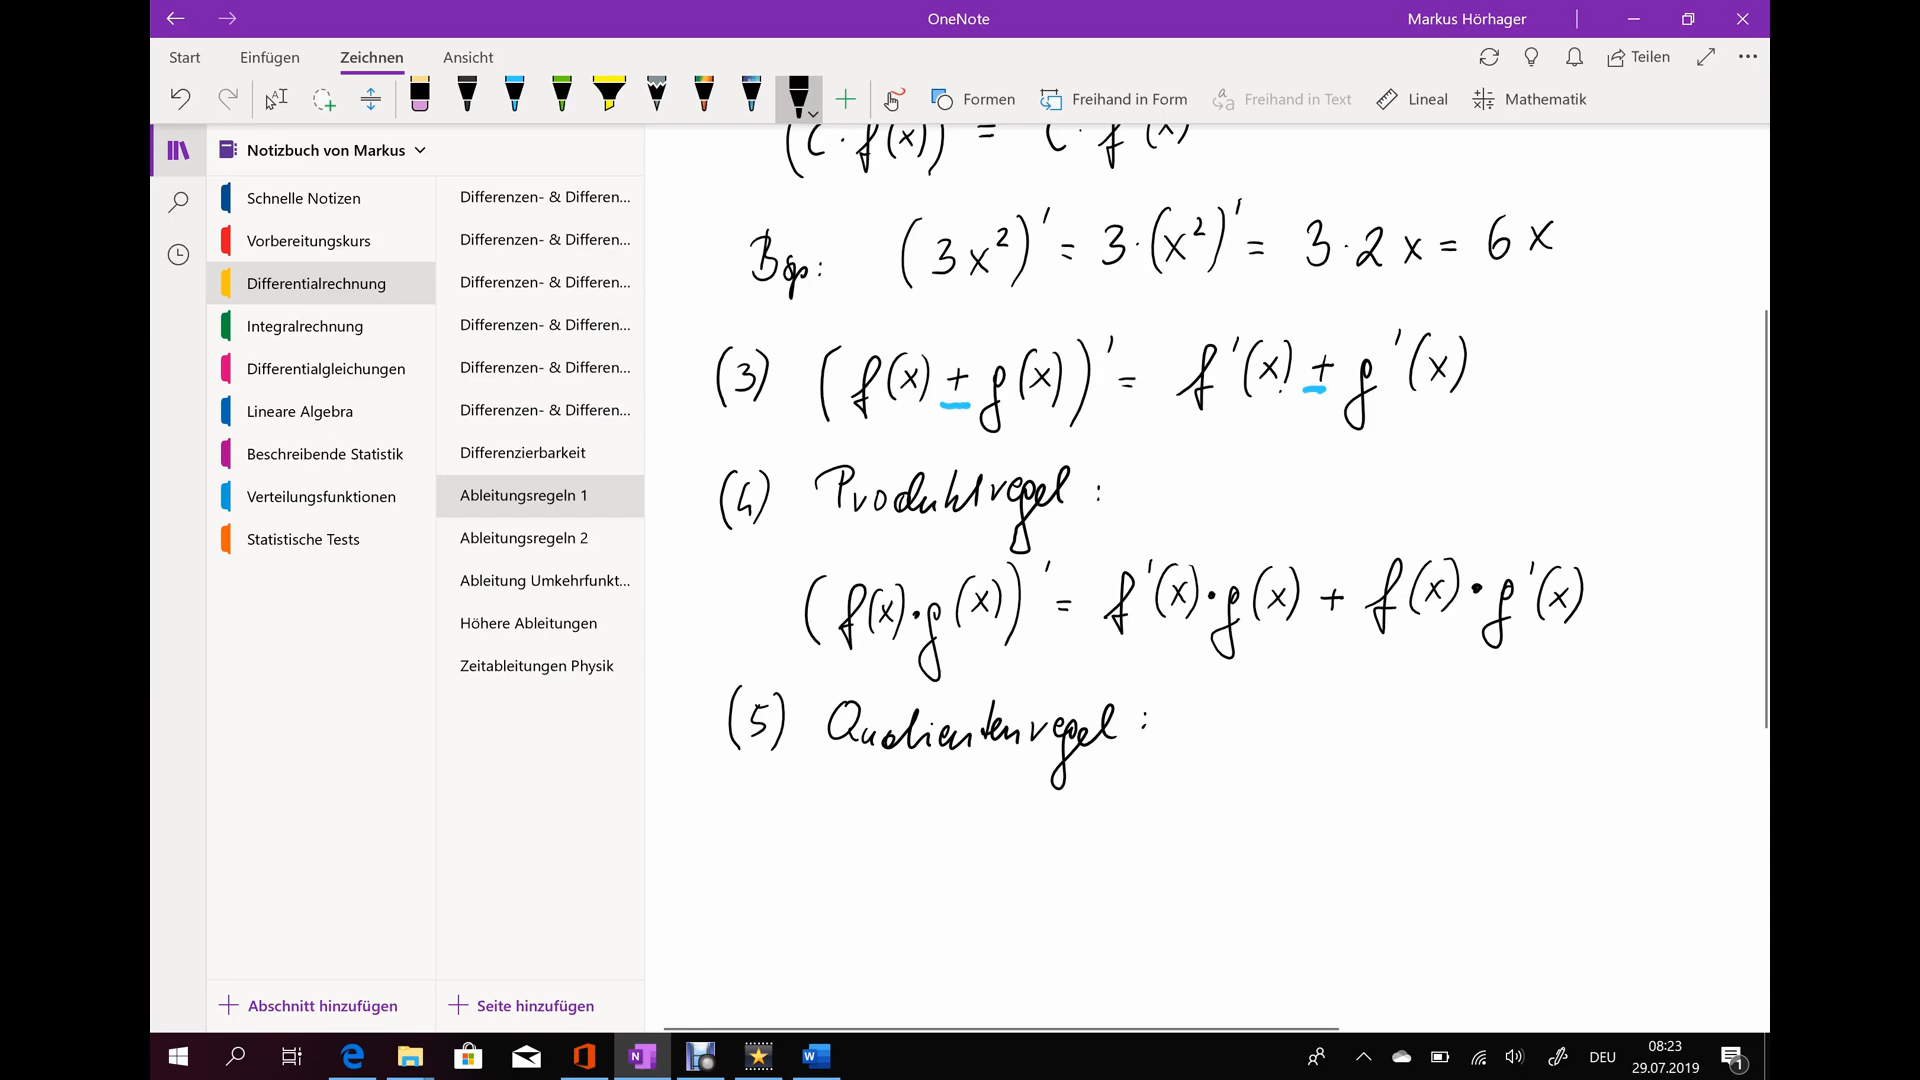 OneNote
Markus Hörhager
Start Einfügen Zeichnen Ansicht
Teilen
Formen Freihand in Form Freihand in Text Lineal Mathematik
Notizbuch von Markus
Schnelle Notizen
Vorbereitungskurs
Differentialrechnung
Integralrechnung
Differentialgleichungen
Lineare Algebra
Beschreibende Statistik
Verteilungsfunktionen
Statistische Tests
Abschnitt hinzufügen
Differenzen- & Differen...
Differenzen- & Differen...
Differenzen- & Differen...
Differenzen- & Differen...
Differenzen- & Differen...
Differenzen- & Differen...
Differenzierbarkeit
Ableitungsregeln 1
Ableitungsregeln 2
Ableitung Umkehrfunkt...
Höhere Ableitungen
Zeitableitungen Physik
Seite hinzufügen
(c · f(x)) = c · f (x)
Bsp: (3x²)' = 3·(x²)' = 3·2x = 6x
(3) (f(x) + g(x))' = f'(x) + g'(x)
(4) Produktregel:
(f(x)·g(x))' = f'(x)·g(x) + f(x)·g'(x)
(5) Quotientenregel:
DEU
08:23
29.07.2019
1